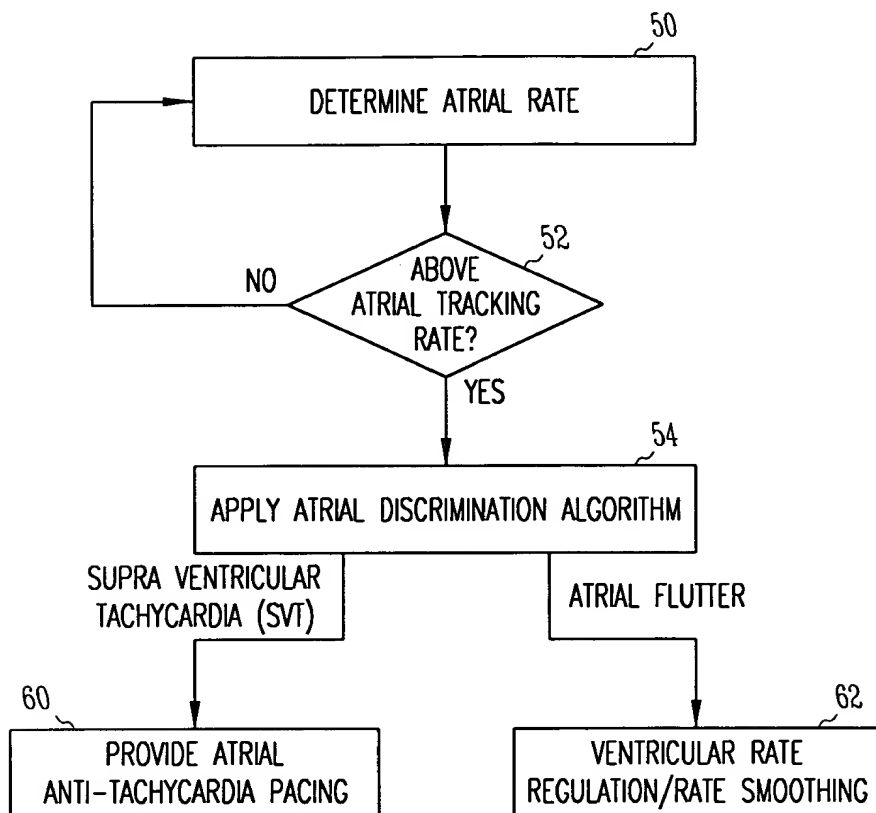 50
DETERMINE ATRIAL RATE
52
NO
ABOVE
ATRIAL TRACKING
RATE?
YES
54
APPLY ATRIAL DISCRIMINATION ALGORITHM
SUPRA VENTRICULAR
TACHYCARDIA (SVT)
ATRIAL FLUTTER
60
PROVIDE ATRIAL
ANTI-TACHYCARDIA PACING
62
VENTRICULAR RATE
REGULATION/RATE SMOOTHING